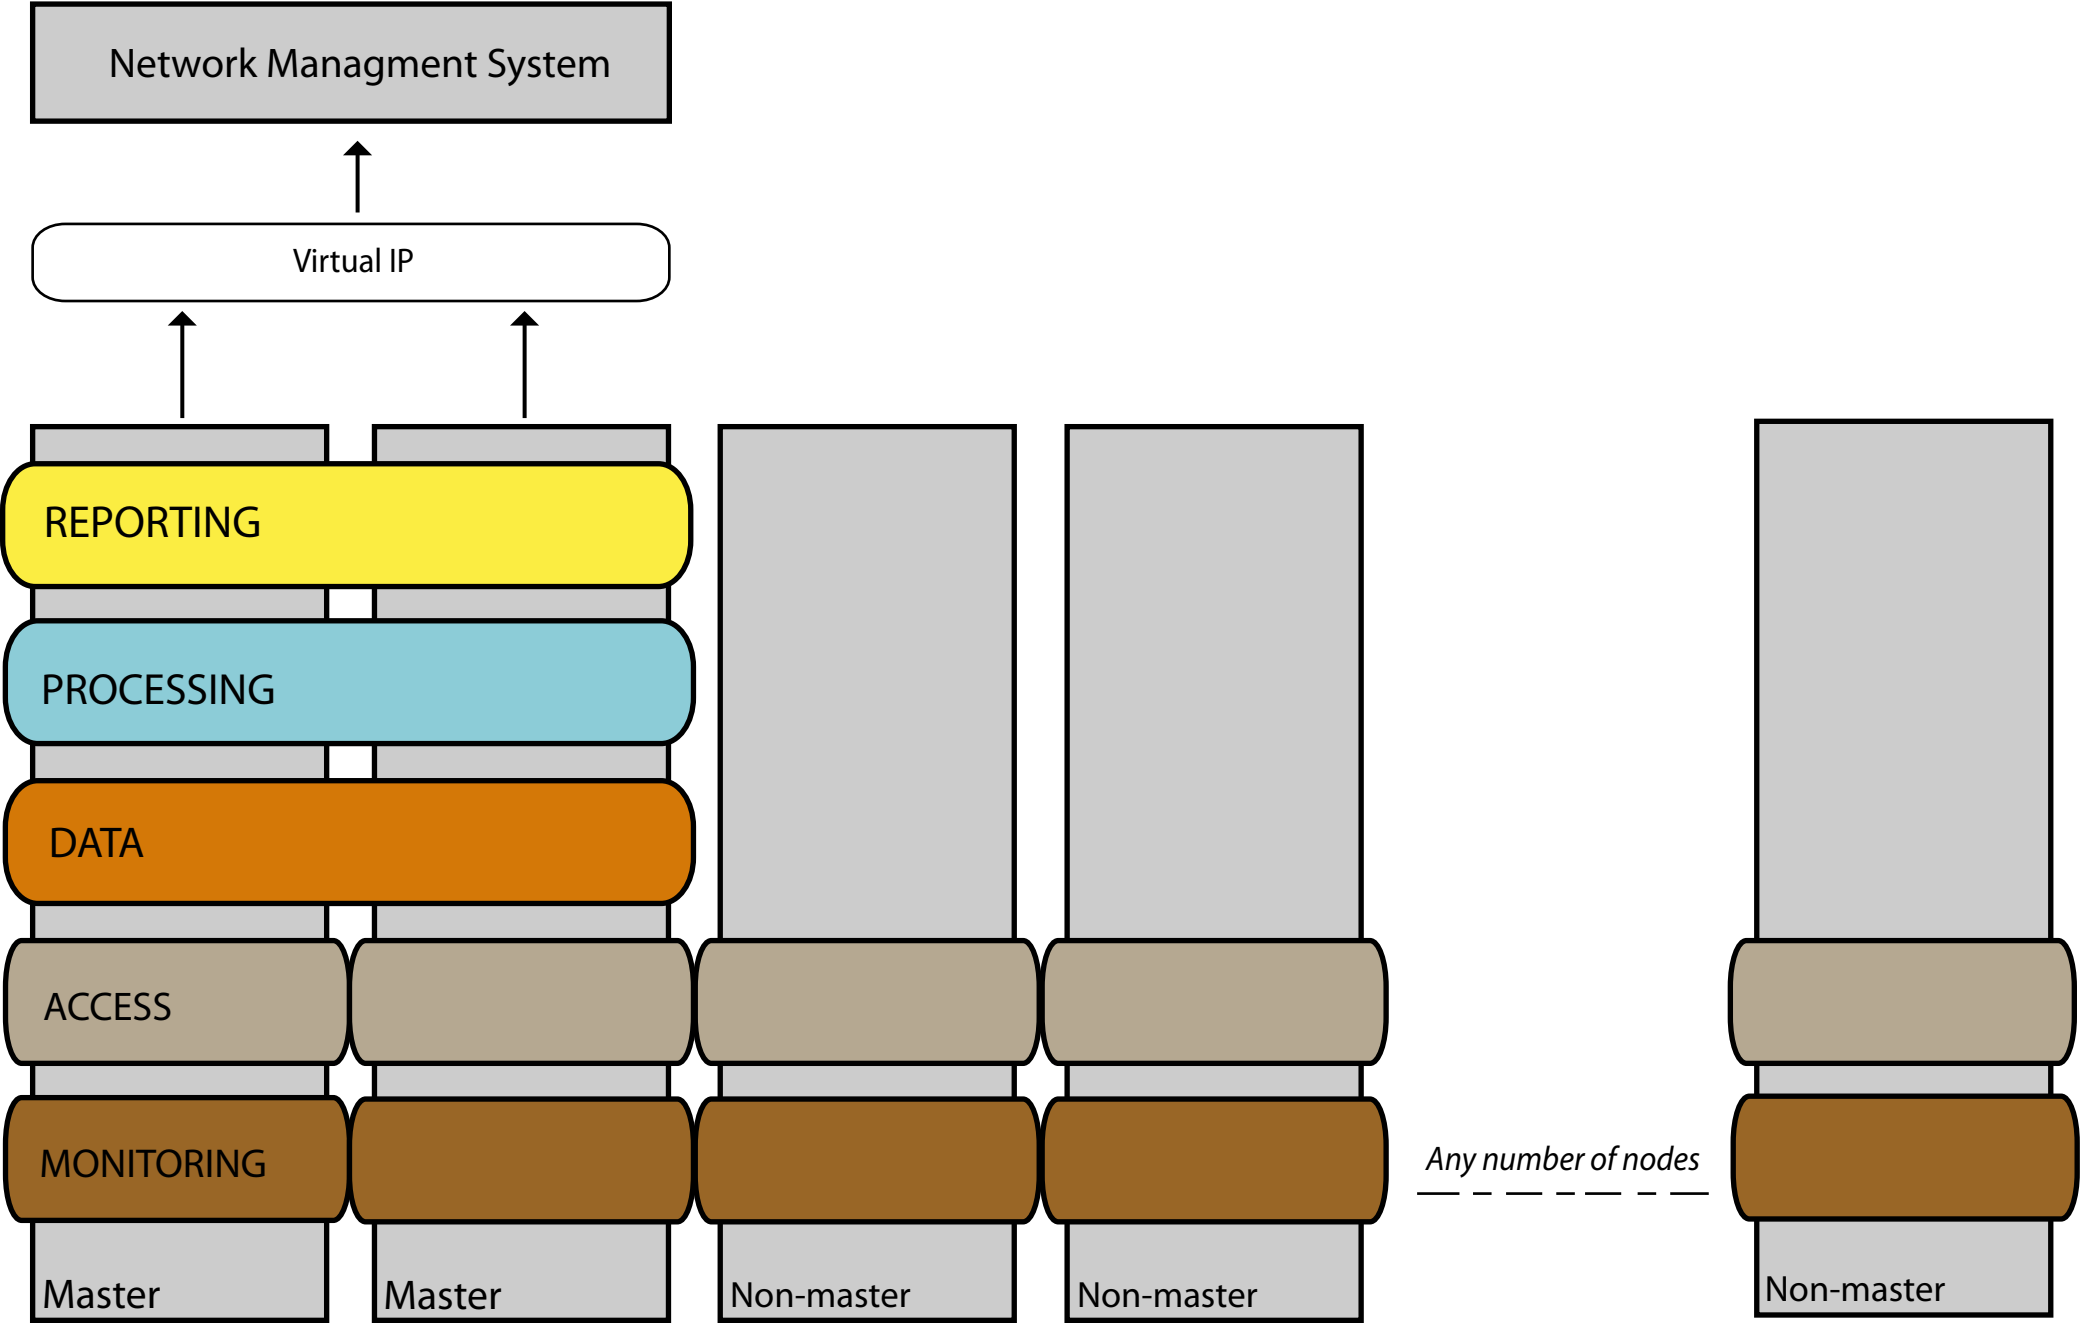 Network Managment System
Virtual IP
REPORTING
PROCESSING
DATA
ACCESS
MONITORING
Any number of nodes
Master
Master
Non-master
Non-master
Non-master